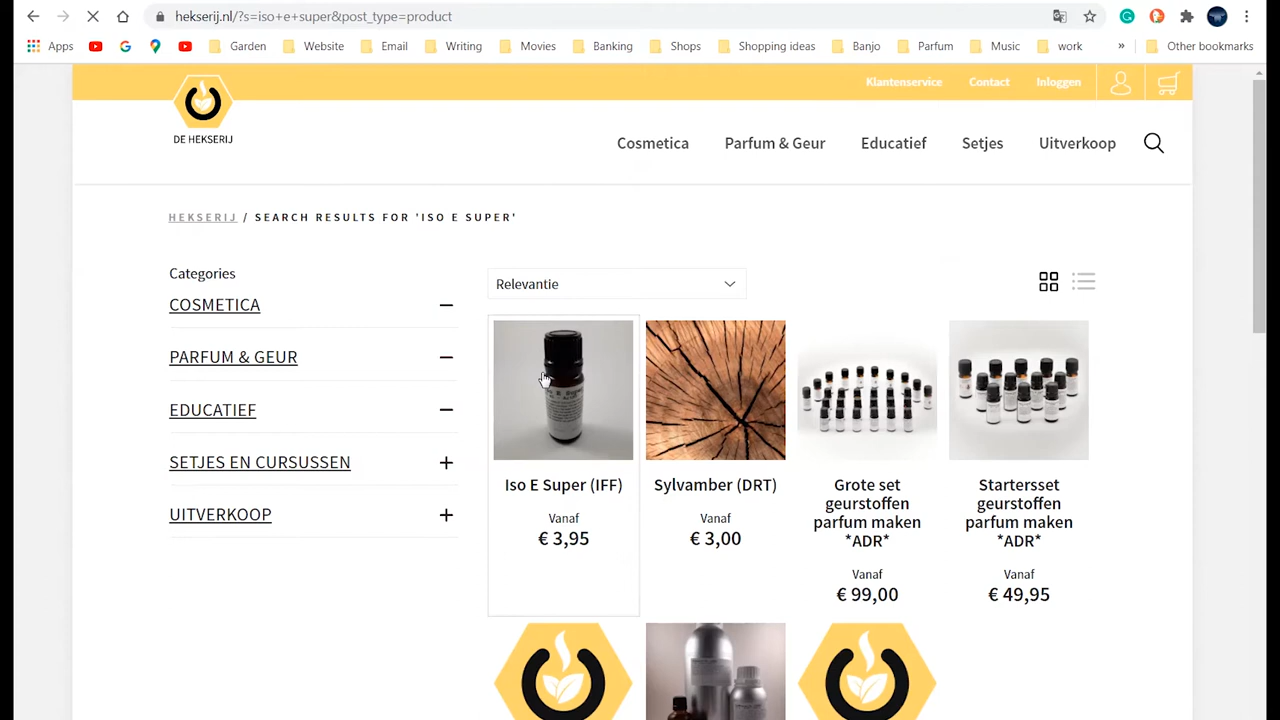 hekserij.nl/?s=iso+e+super&post_type=product
Apps
Garden
Website
Email
Writing
Movies
Banking
Shops
Shopping ideas
Banjo
Parfum
Music
work
»
Other bookmarks
Klantenservice
Contact
Inloggen
DE HEKSERIJ
Cosmetica
Parfum & Geur
Educatief
Setjes
Uitverkoop
HEKSERIJ / SEARCH RESULTS FOR 'ISO E SUPER'
Categories
COSMETICA
PARFUM & GEUR
EDUCATIEF
SETJES EN CURSUSSEN
UITVERKOOP
Relevantie
Iso E Super (IFF)
Vanaf
€ 3,95
Sylvamber (DRT)
Vanaf
€ 3,00
Grote set
geurstoffen
parfum maken
*ADR*
Vanaf
€ 99,00
Startersset
geurstoffen
parfum maken
*ADR*
Vanaf
€ 49,95